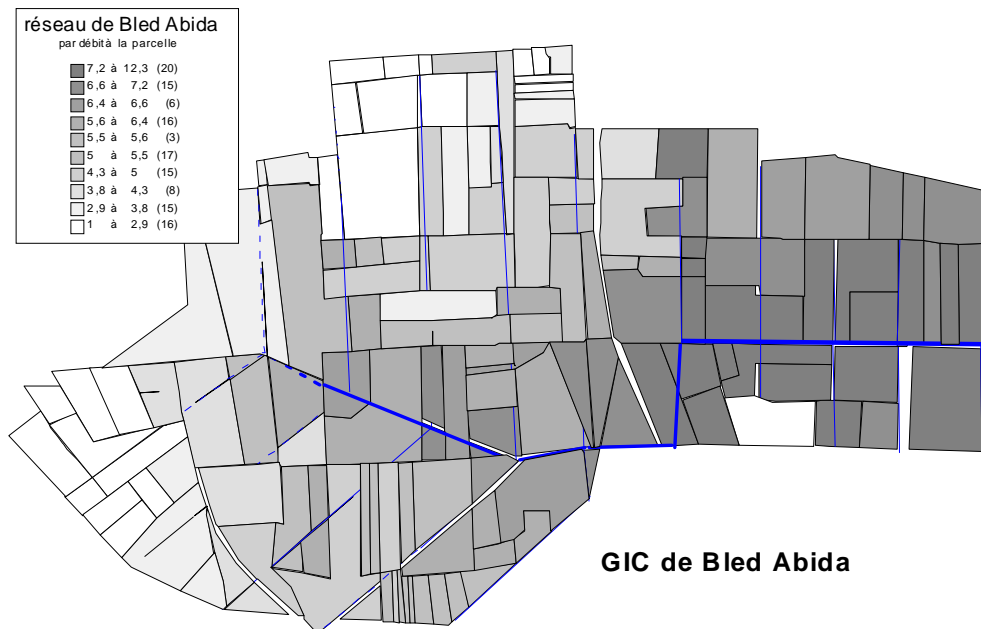 réseau de Bled Abida
par débità la parcelle
7,2 à 12,3 (20)
6,6 à 7,2 (15)
6,4 à 6,6 (6)
5,6 à 6,4 (16)
5,5 à 5,6 (3)
5 à 5,5 (17)
4,3 à 5 (15)
3,8 à 4,3 (8)
2,9 à 3,8 (15)
1 à 2,9 (16)
GIC de Bled Abida